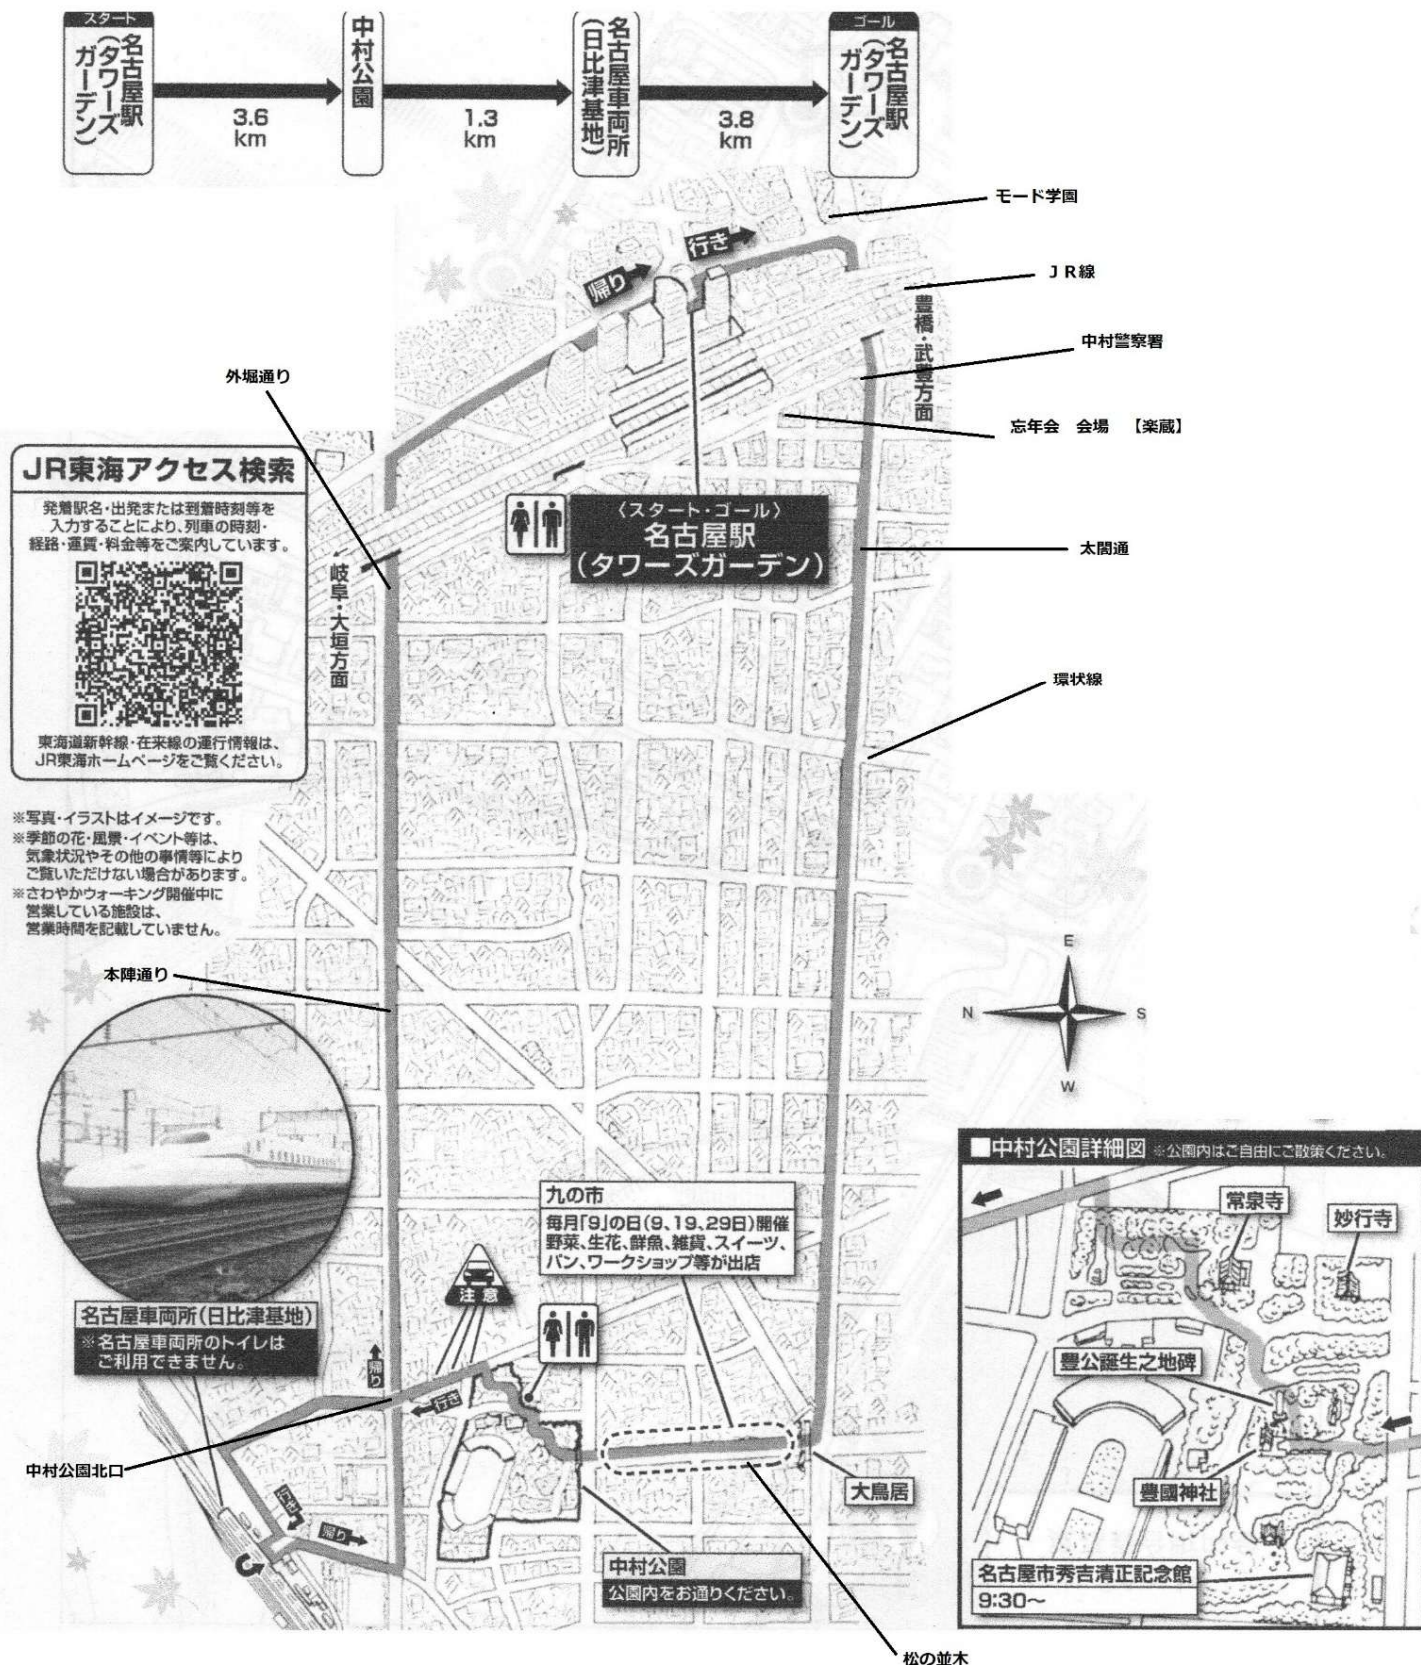 スタート
名古屋駅
(タワーズ
ガーデン)
3.6
km
中村公園
1.3
km
名古屋車両所
(日比津基地)
3.8
km
ゴール
名古屋駅
(タワーズ
ガーデン)
モード学園
行き
帰り
JR線
豊橋・武豊方面
中村警察署
外堀通り
忘年会 会場 【楽蔵】
JR東海アクセス検索
発着駅名・出発または到着時刻等を
入力することにより、列車の時刻・
経路・運賃・料金等をご案内しています。
東海道新幹線・在来線の運行情報は、
JR東海ホームページをご覧ください。
〈スタート・ゴール〉
名古屋駅
(タワーズガーデン)
太閤通
岐阜・大垣方面
環状線
※写真・イラストはイメージです。
※季節の花・風景・イベント等は、
気象状況やその他の事情等により
ご覧いただけない場合があります。
※さわやかウォーキング開催中に
営業している施設は、
営業時間を記載していません。
本陣通り
E
N
S
W
九の市
毎月「9」の日(9、19、29日)開催
野菜、生花、鮮魚、雑貨、スイーツ、
パン、ワークショップ等が出店
注意
名古屋車両所(日比津基地)
※名古屋車両所のトイレは
ご利用できません。
帰り
行き
中村公園北口
行き
帰り
大鳥居
中村公園
公園内をお通りください。
松の並木
■中村公園詳細図 ※公園内はご自由にご散策ください。
常泉寺
妙行寺
豊公誕生之地碑
豊國神社
名古屋市秀吉清正記念館
9:30～